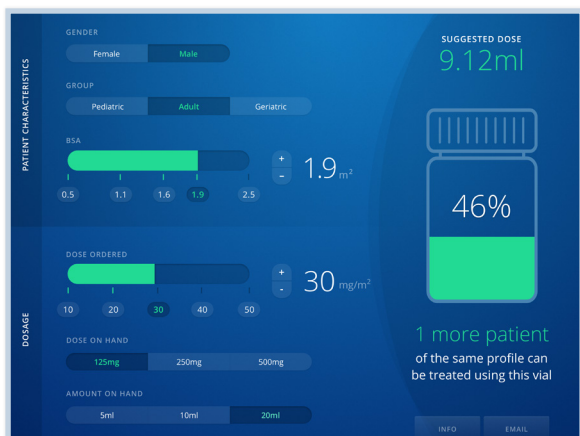 PATIENT CHARACTERISTICS
GENDER
Female Male
GROUP
Pediatric Adult Geriatric
BSA
+
-
1.9 m²
0.5 1.1 1.6 1.9 2.5
DOSAGE
DOSE ORDERED
+
-
30 mg/m²
10 20 30 40 50
DOSE ON HAND
125mg 250mg 500mg
AMOUNT ON HAND
5ml 10ml 20ml
SUGGESTED DOSE
9.12ml
46%
1 more patient
of the same profile can
be treated using this vial
INFO EMAIL